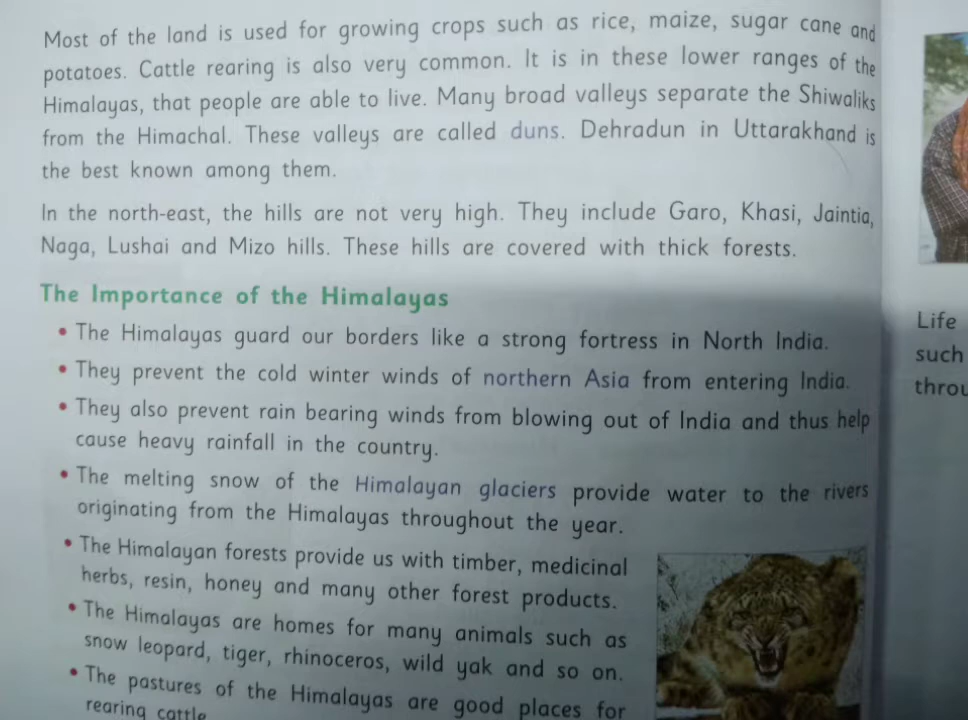 Most of the land is used for growing crops such as rice, maize, sugar cane and
potatoes. Cattle rearing is also very common. It is in these lower ranges of the
Himalayas, that people are able to live. Many broad valleys separate the Shiwaliks
from the Himachal. These valleys are called duns. Dehradun in Uttarakhand is
the best known among them.
In the north-east, the hills are not very high. They include Garo, Khasi, Jaintia,
Naga, Lushai and Mizo hills. These hills are covered with thick forests.
The Importance of the Himalayas
• The Himalayas guard our borders like a strong fortress in North India.
• They prevent the cold winter winds of northern Asia from entering India.
• They also prevent rain bearing winds from blowing out of India and thus help
cause heavy rainfall in the country.
• The melting snow of the Himalayan glaciers provide water to the rivers
originating from the Himalayas throughout the year.
• The Himalayan forests provide us with timber, medicinal
herbs, resin, honey and many other forest products.
• The Himalayas are homes for many animals such as
snow leopard, tiger, rhinoceros, wild yak and so on.
• The pastures of the Himalayas are good places for
rearing cattle
Life
such
throu